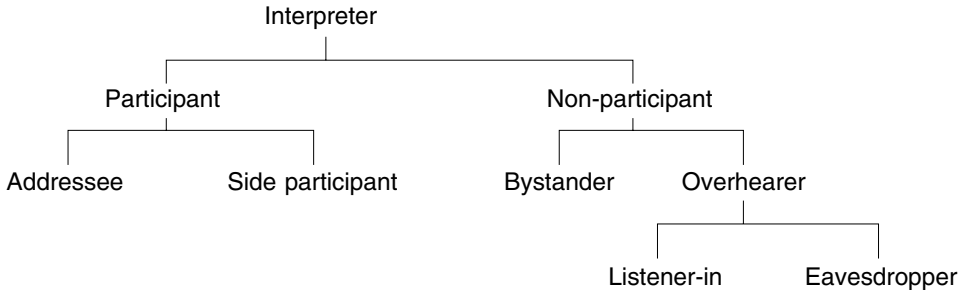 Interpreter
Participant Non-participant
Addressee Side participant Bystander Overhearer
Listener-in Eavesdropper